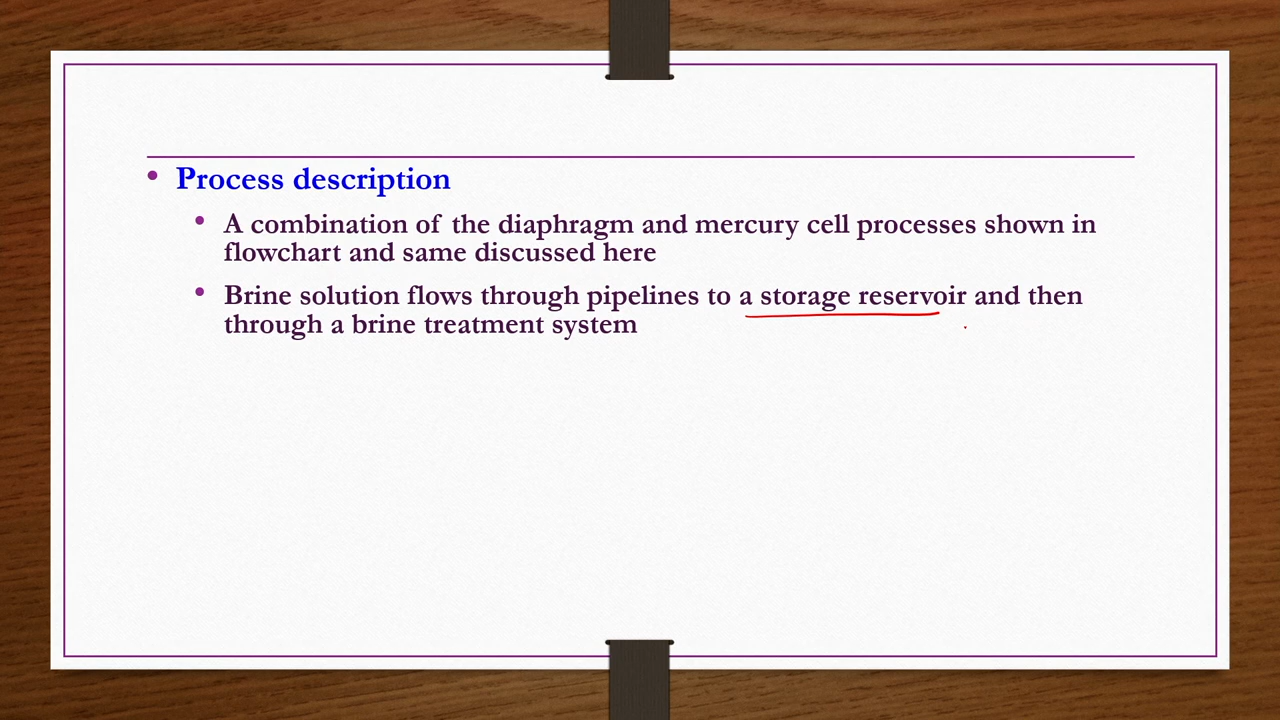 • Process description
• A combination of the diaphragm and mercury cell processes shown in
flowchart and same discussed here
• Brine solution flows through pipelines to a storage reservoir and then
through a brine treatment system